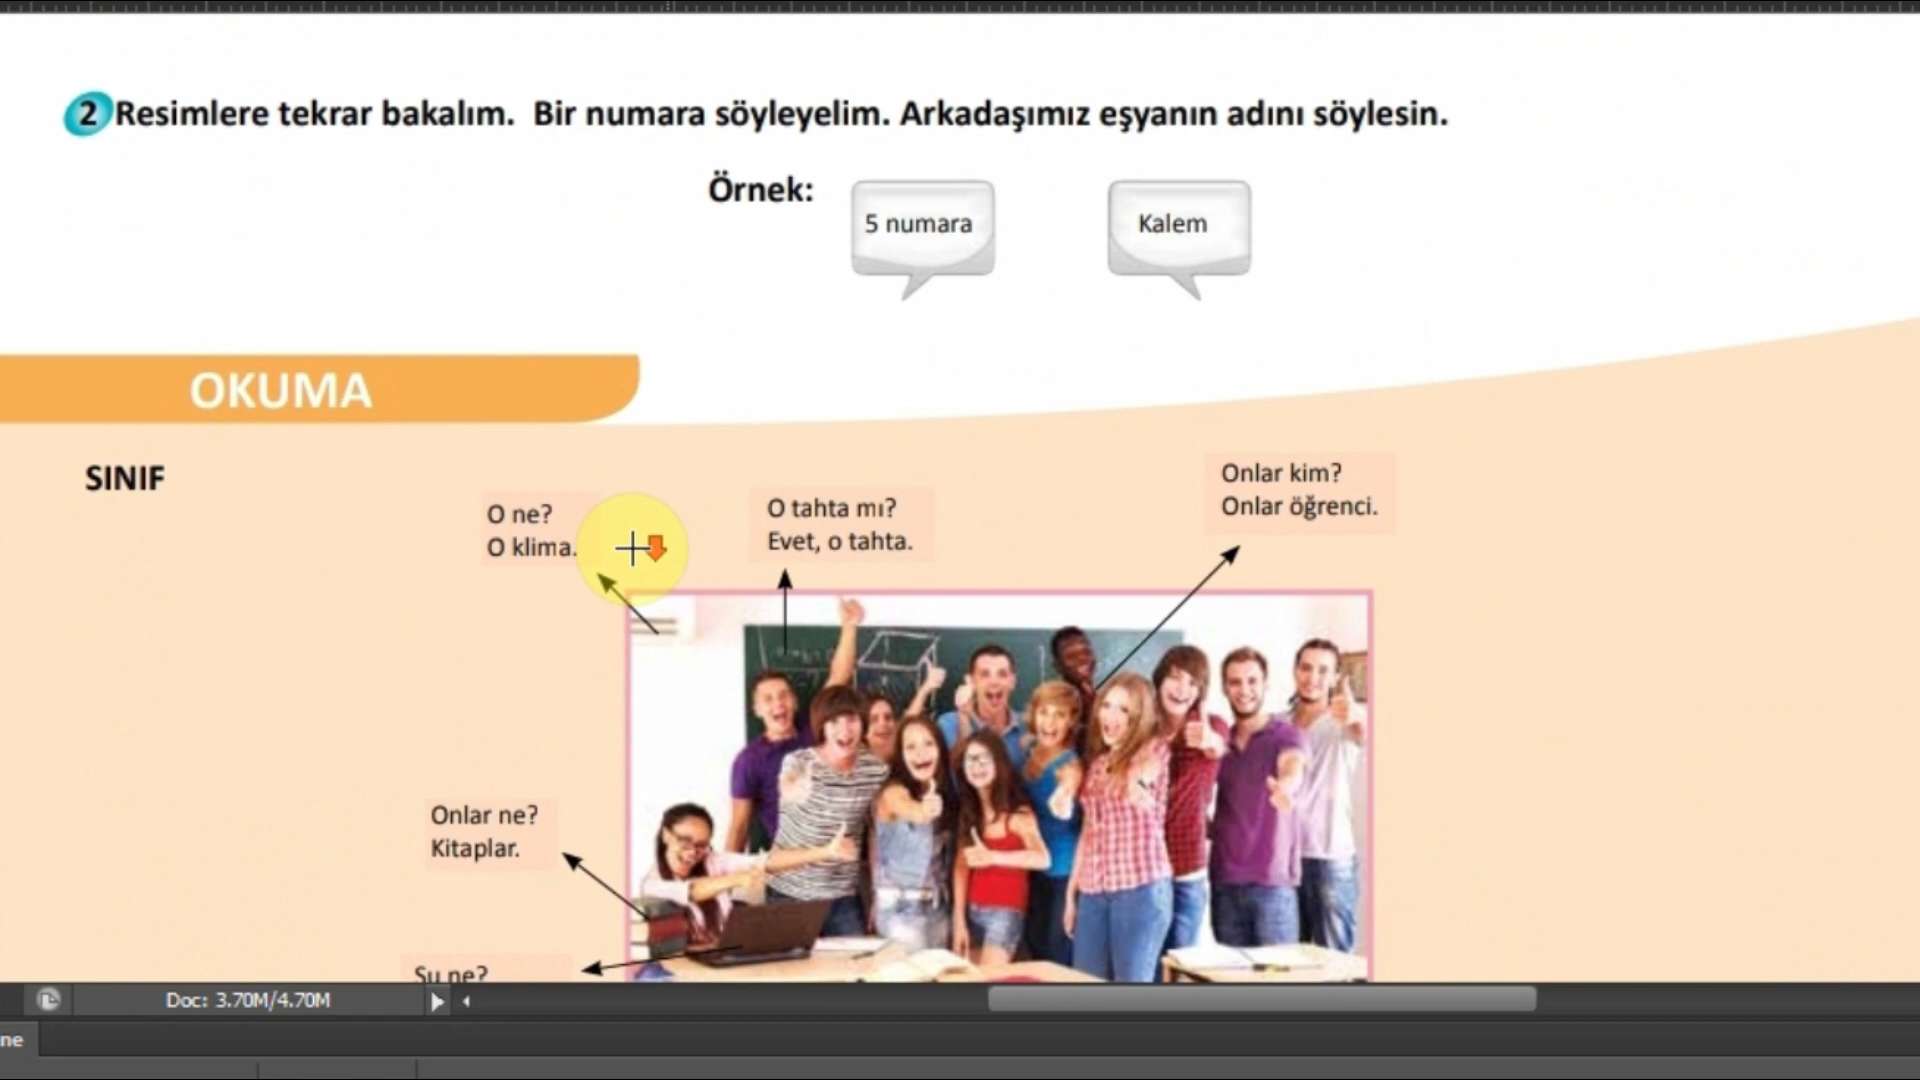 2 Resimlere tekrar bakalım. Bir numara söyleyelim. Arkadaşımız eşyanın adını söylesin.
Örnek:
5 numara
Kalem
OKUMA
SINIF
O ne?
O klima.
O tahta mı?
Evet, o tahta.
Onlar kim?
Onlar öğrenci.
Onlar ne?
Kitaplar.
Şu ne?
Doc: 3.70M/4.70M
ne